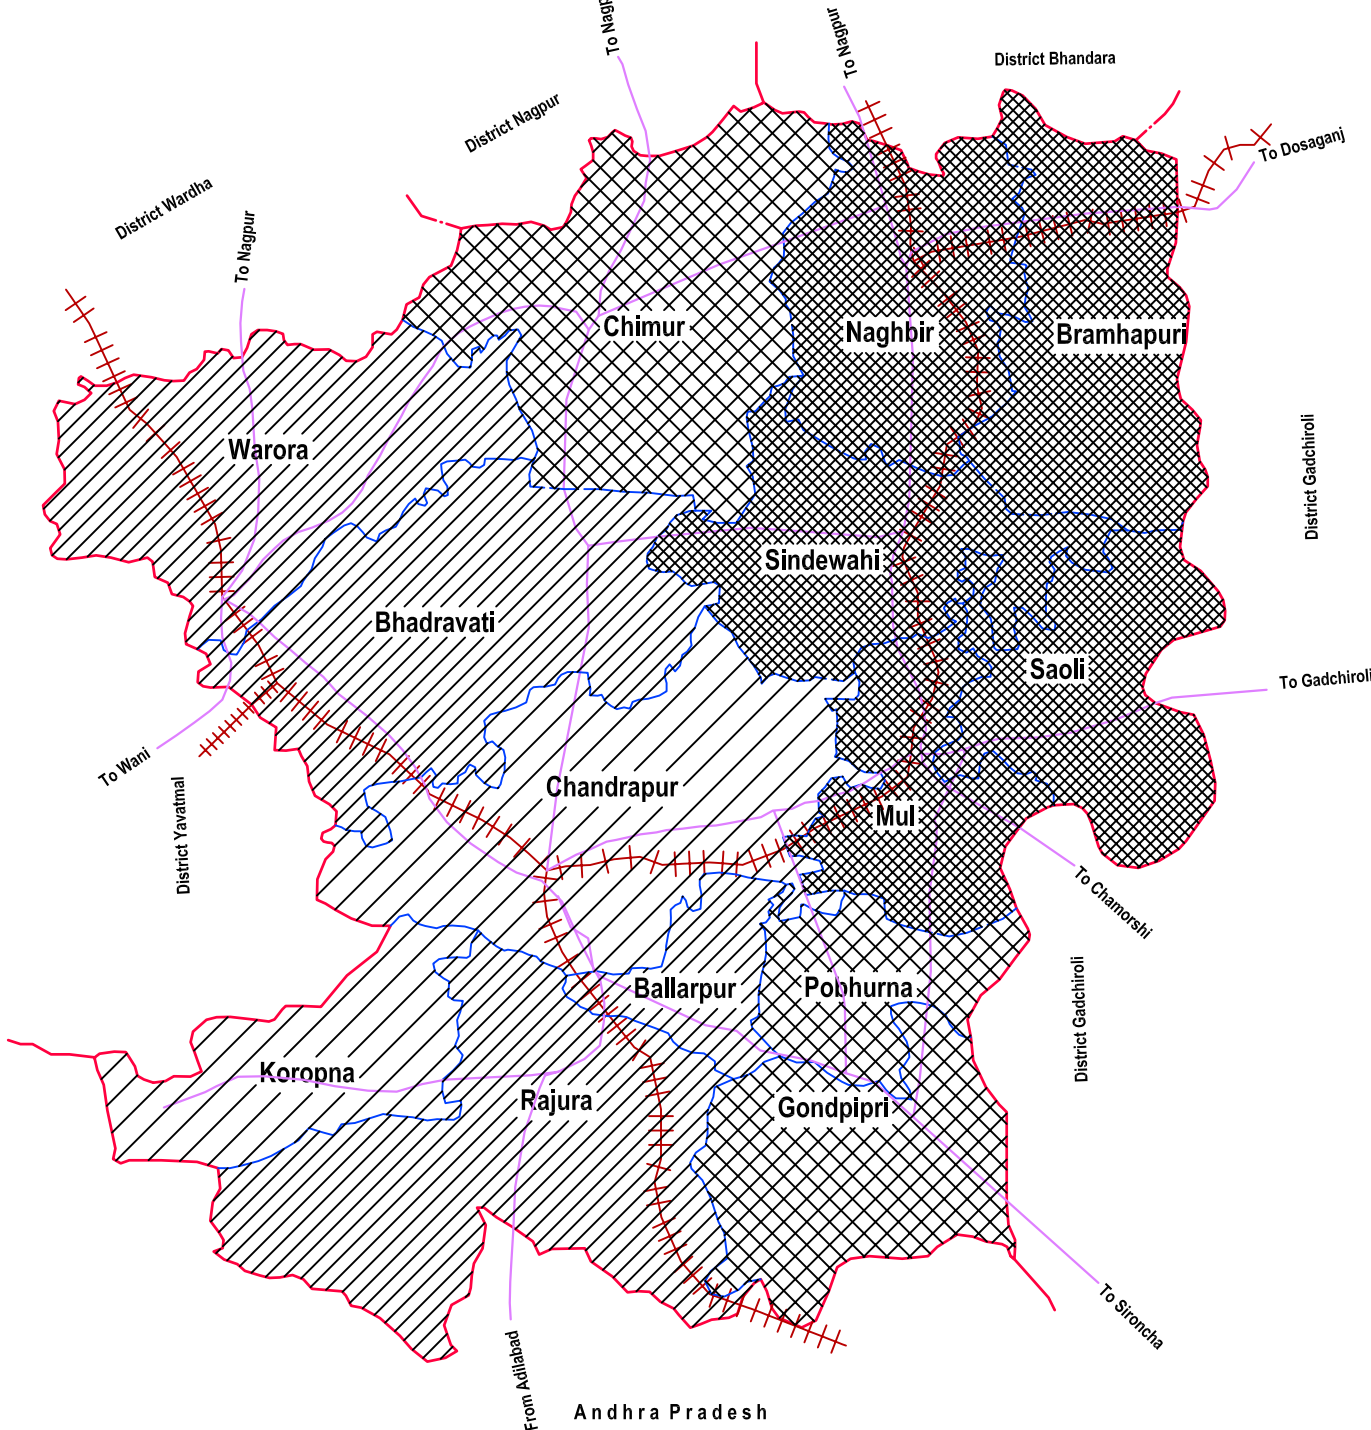 To Nagp
To Nagpur
District Bhandara
District Nagpur
To Dosaganj
District Wardha
To Nagpur
Chimur
Naghbir
Bramhapuri
Warora
District Gadchiroli
Sindewahi
Bhadravati
Saoli
To Gadchiroli
To Wani
Chandrapur
Mul
District Yavatmal
To Chamorshi
Ballarpur
Pobhurna
District Gadchiroli
Koropna
Rajura
Gondpipri
To Sironcha
From Adilabad
Andhra Pradesh